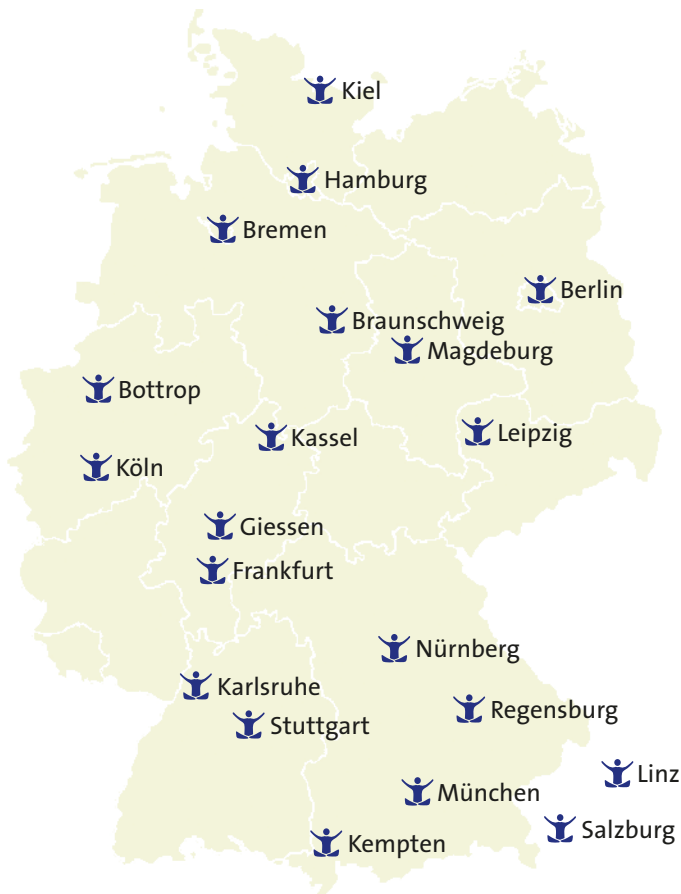 Kiel
Hamburg
Bremen
Berlin
Braunschweig
Magdeburg
Bottrop
Kassel
Leipzig
Köln
Giessen
Frankfurt
Nürnberg
Karlsruhe
Regensburg
Stuttgart
Linz
München
Salzburg
Kempten